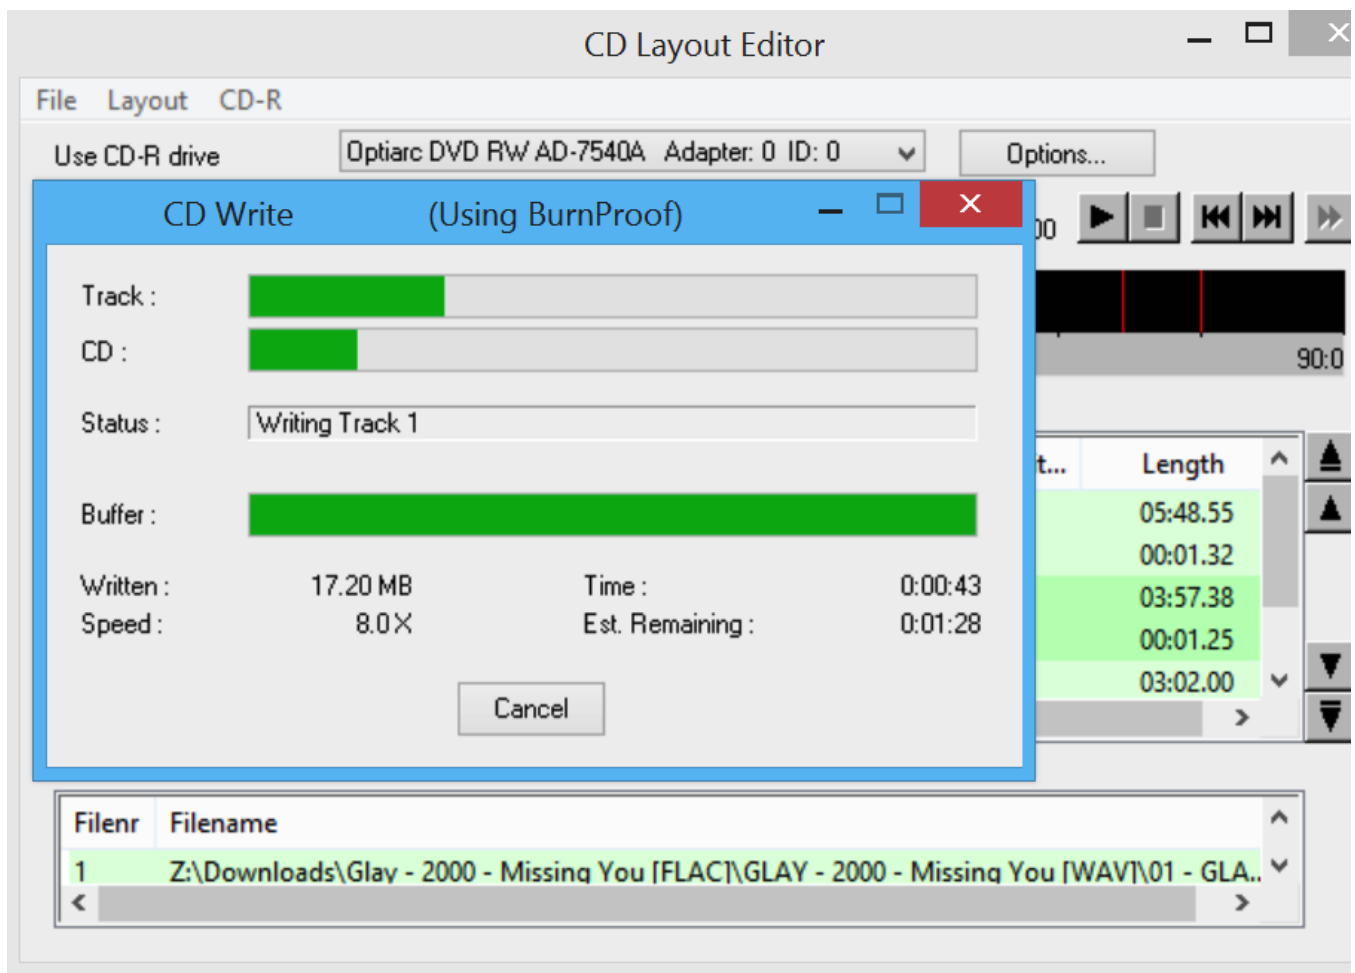 CD Layout Editor
File Layout CD-R
Use CD-R drive Optiarc DVD RW AD-7540A Adapter: 0 ID: 0 Options...
CD Write (Using BurnProof)
00
Track :
CD :
90:0
Status : Writing Track 1
t... Length
05:48.55
Buffer :
00:01.32
Written : 17.20 MB Time : 0:00:43
03:57.38
Speed : 8.0X Est. Remaining : 0:01:28
00:01.25
03:02.00
Cancel
Filenr Filename
1 Z:\Downloads\Glay - 2000 - Missing You [FLAC]\GLAY - 2000 - Missing You [WAV]\01 - GLA..